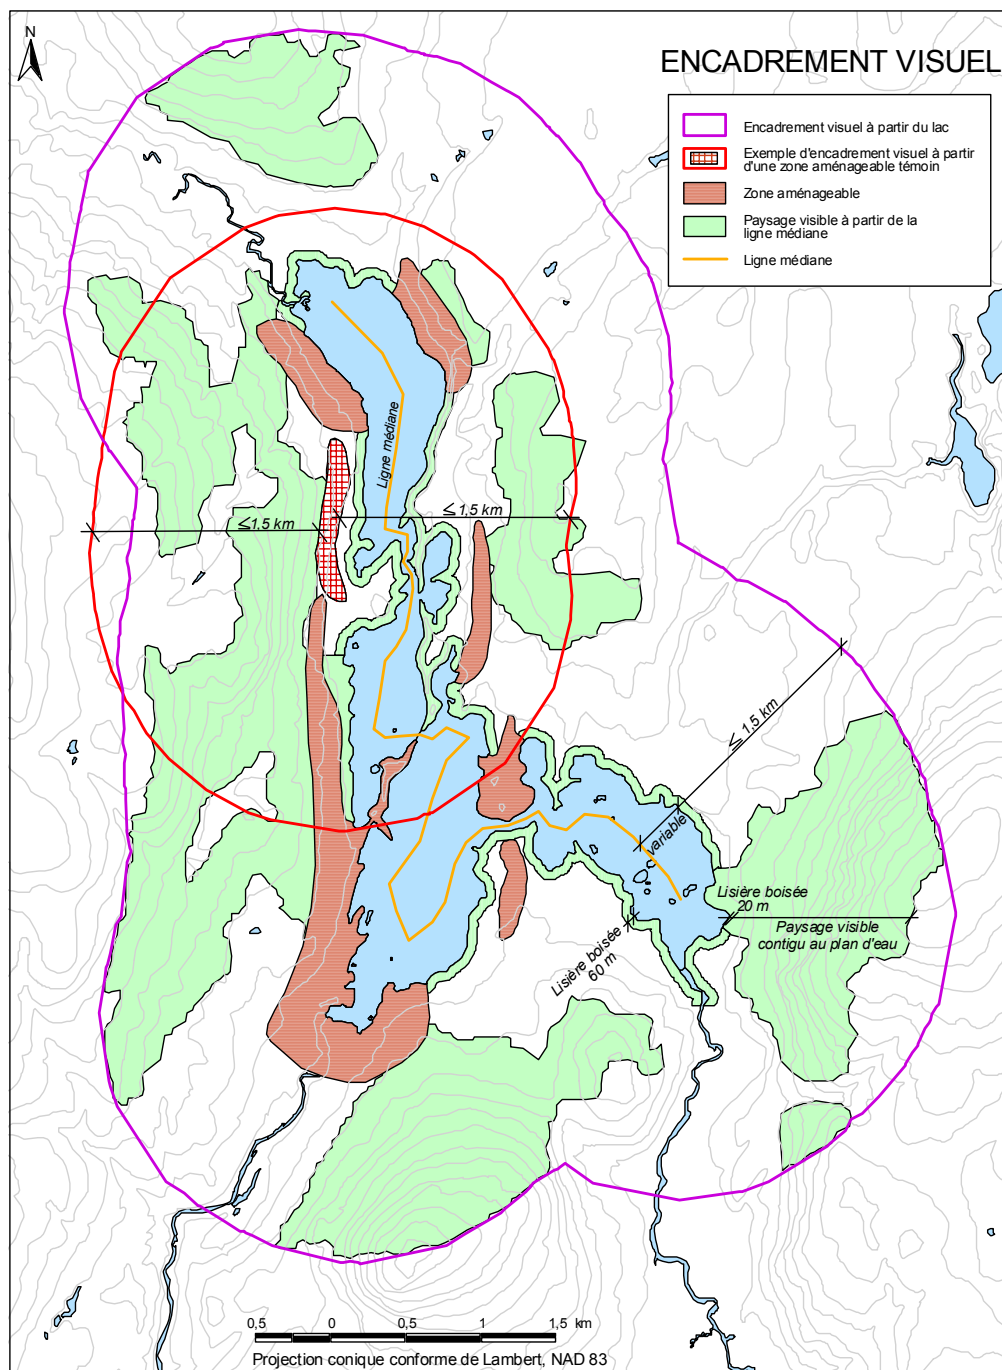 N
ENCADREMENT VISUEL
Encadrement visuel à partir du lac
Exemple d'encadrement visuel à partir
d'une zone aménageable témoin
Zone aménageable
Paysage visible à partir de la
ligne médiane
Ligne médiane
Ligne médiane
≤1,5 km
≤1,5 km
≤ 1,5 km
variable
Lisière boisée
20 m
Paysage visible
contigu au plan d'eau
Lisière boisée
60 m
0,5 0 0,5 1 1,5 km
Projection conique conforme de Lambert, NAD 83